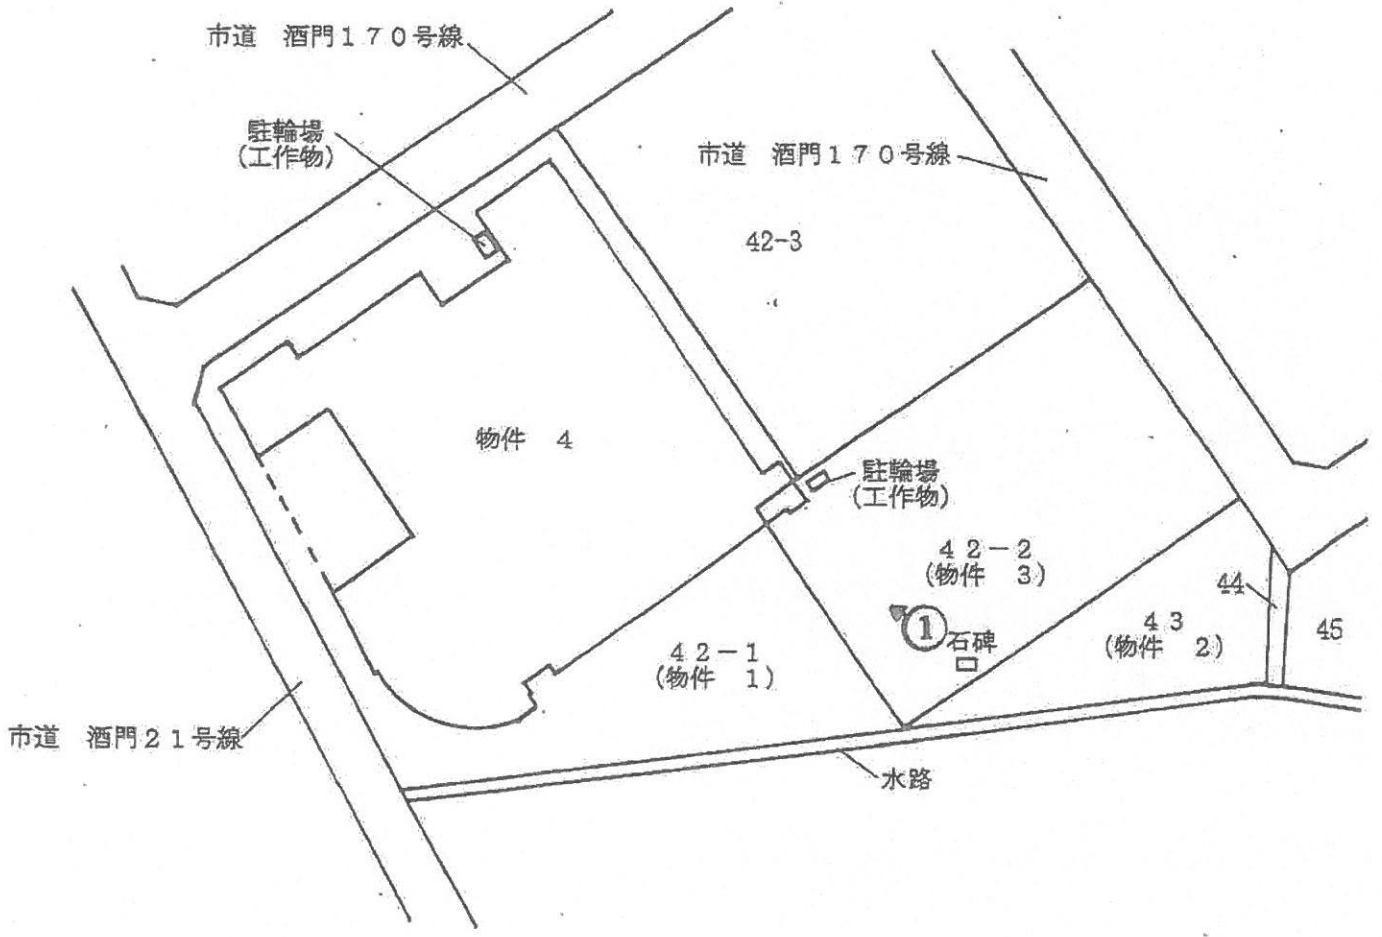 市道　酒門１７０号線
駐輪場
(工作物)
市道　酒門１７０号線
42-3
物件　４
駐輪場
(工作物)
４２－２
(物件　３)
44
４３
(物件　２)
45
①
石碑
４２－１
(物件　１)
市道　酒門２１号線
水路